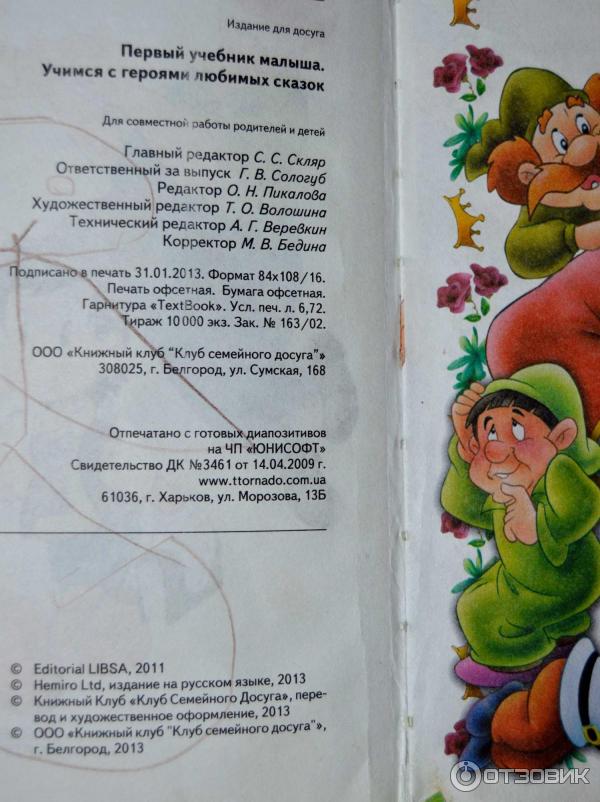 Издание для досуга
Первый учебник малыша.
Учимся с героями любимых сказок
Для совместной работы родителей и детей
Главный редактор С. С. Скляр
Ответственный за выпуск Г. В. Сологуб
Редактор О. Н. Пикалова
Художественный редактор Т. О. Волошина
Технический редактор А. Г. Веревкин
Корректор М. В. Бедина
Подписано в печать 31.01.2013. Формат 84x108/16.
Печать офсетная. Бумага офсетная.
Гарнитура «TextBook». Усл. печ. л. 6,72.
Тираж 10 000 экз. Зак. № 163/02.
ООО «Книжный клуб "Клуб семейного досуга"»
308025, г. Белгород, ул. Сумская, 168
Отпечатано с готовых диапозитивов
на ЧП «ЮНИСОФТ»
Свидетельство ДК №3461 от 14.04.2009 г.
www.ttornado.com.ua
61036, г. Харьков, ул. Морозова, 13Б
© Editorial LIBSA, 2011
© Hemiro Ltd, издание на русском языке, 2013
© Книжный Клуб «Клуб Семейного Досуга», пере-
вод и художественное оформление, 2013
© ООО «Книжный клуб "Клуб семейного досуга"»,
г. Белгород, 2013
ОТЗОВИК